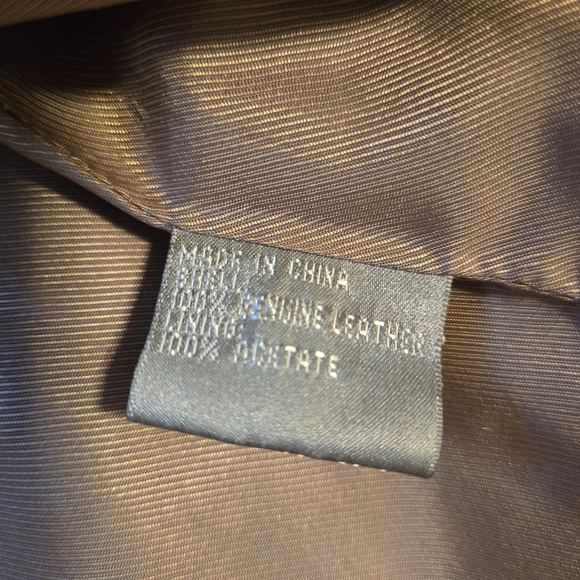 MADE IN CHINA
SHELL
100% GENUINE LEATHER
LINING
100% ACETATE